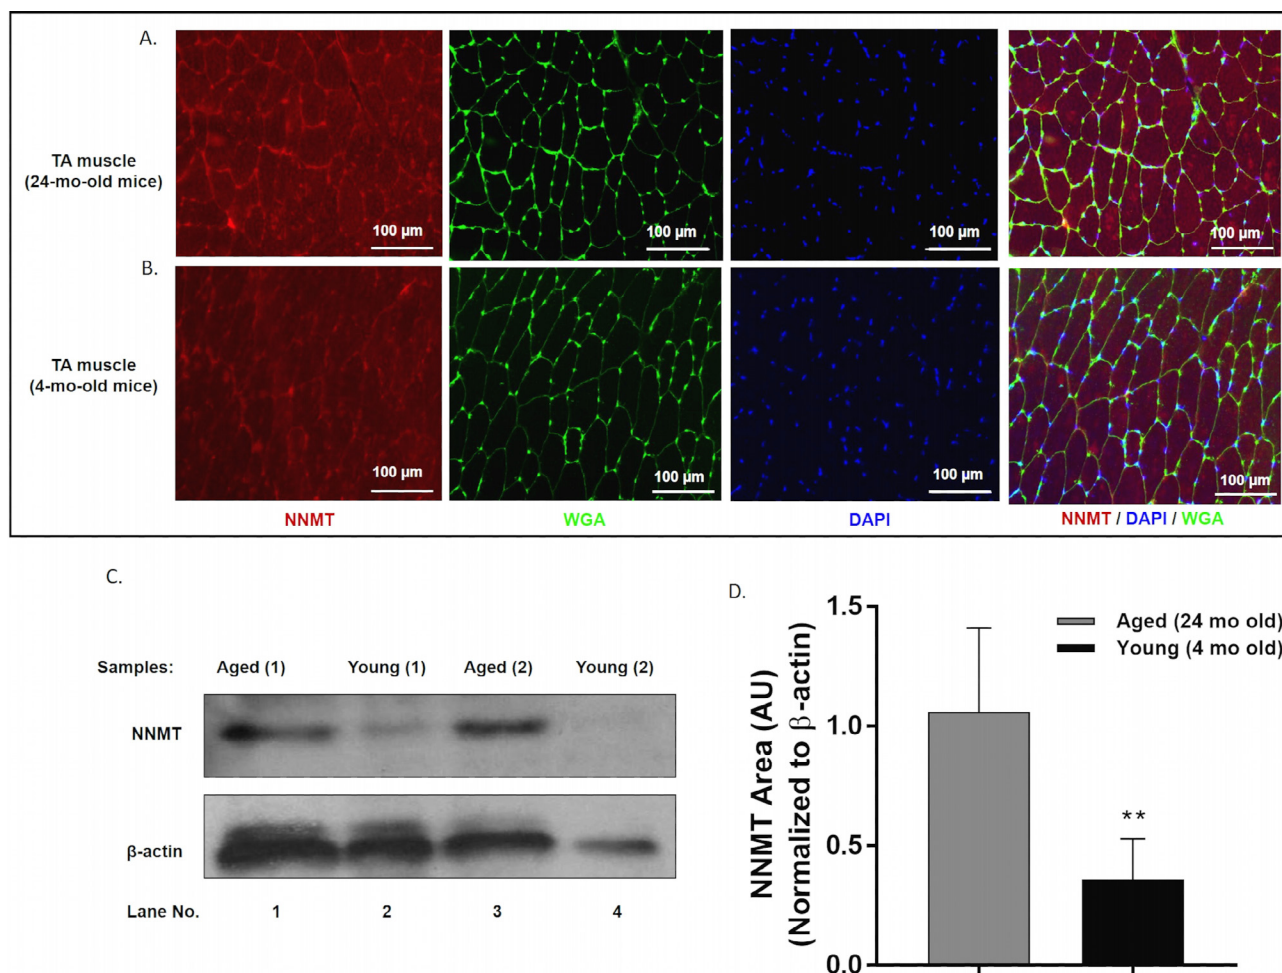 A.
TA muscle
(24-mo-old mice)
100 µm
100 µm
100 µm
100 µm
B.
TA muscle
(4-mo-old mice)
100 µm
100 µm
100 µm
100 µm
NNMT
WGA
DAPI
NNMT / DAPI / WGA
C.
Samples:
Aged (1)
Young (1)
Aged (2)
Young (2)
NNMT
β-actin
Lane No.
1
2
3
4
D.
NNMT Area (AU)
(Normalized to β-actin)
1.5
1.0
0.5
0.0
Aged (24 mo old)
Young (4 mo old)
**